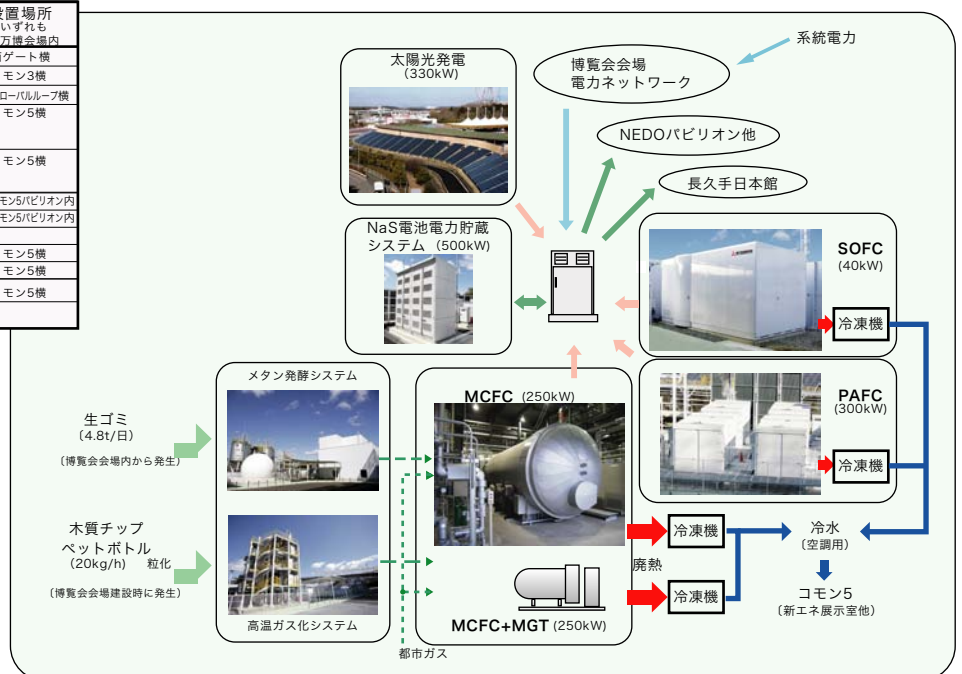 設置場所
いずれも
万博会場内
ゲート横
モン3横
ローバルループ横
モン5横
モン5横
モン5パビリオン内
モン5パビリオン内
モン5横
モン5横
モン5横
系統電力
博覧会会場
電力ネットワーク
太陽光発電
(330kW)
NEDOパビリオン他
長久手日本館
NaS電池電力貯蔵
システム (500kW)
SOFC
(40kW)
冷凍機
PAFC
(300kW)
冷凍機
メタン発酵システム
生ゴミ
(4.8t/日)
(博覧会会場内から発生)
木質チップ
ペットボトル
(20kg/h) 粒化
(博覧会会場建設時に発生)
高温ガス化システム
都市ガス
MCFC (250kW)
MCFC+MGT (250kW)
廃熱
冷凍機
冷凍機
冷水
(空調用)
コモン5
(新エネ展示室他)